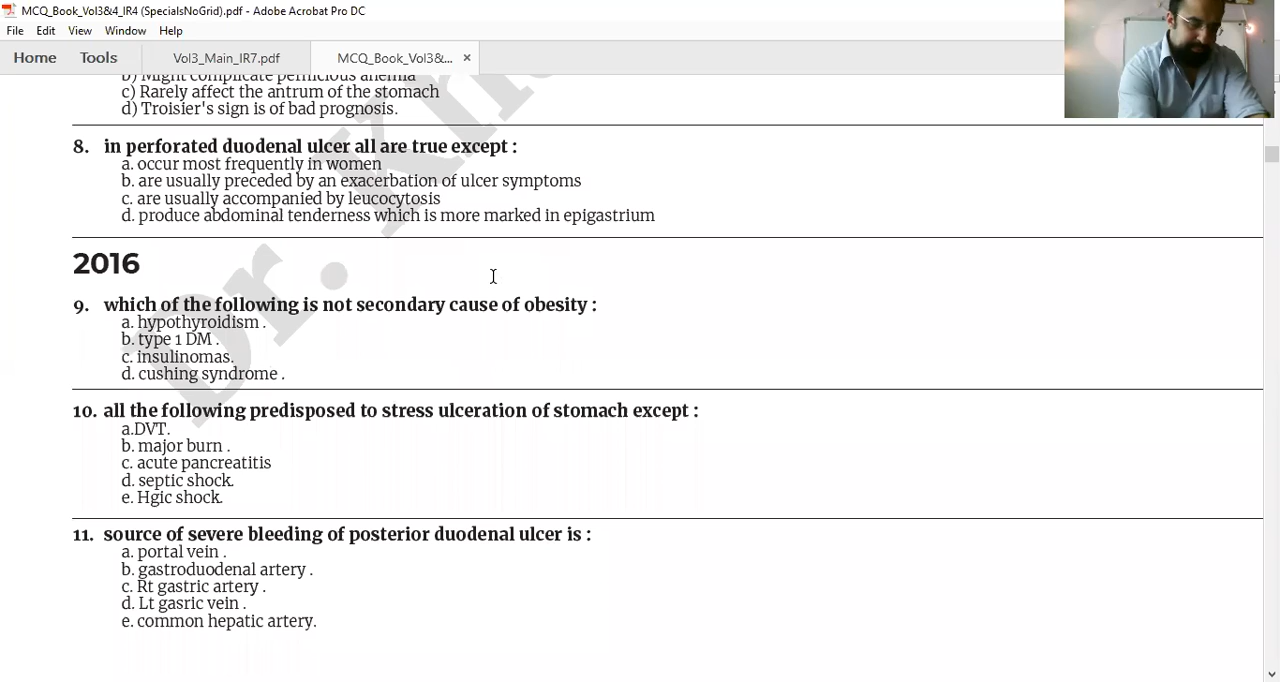 MCQ_Book_Vol3&4_IR4 (SpecialsNoGrid).pdf - Adobe Acrobat Pro DC
File Edit View Window Help
Home Tools Vol3_Main_IR7.pdf MCQ_Book_Vol3&... ×
b) Might complicate pernicious anemia
c) Rarely affect the antrum of the stomach
d) Troisier's sign is of bad prognosis.
8. in perforated duodenal ulcer all are true except :
a. occur most frequently in women
b. are usually preceded by an exacerbation of ulcer symptoms
c. are usually accompanied by leucocytosis
d. produce abdominal tenderness which is more marked in epigastrium
2016
9. which of the following is not secondary cause of obesity :
a. hypothyroidism .
b. type 1 DM .
c. insulinomas.
d. cushing syndrome .
10. all the following predisposed to stress ulceration of stomach except :
a.DVT.
b. major burn .
c. acute pancreatitis
d. septic shock.
e. Hgic shock.
11. source of severe bleeding of posterior duodenal ulcer is :
a. portal vein .
b. gastroduodenal artery .
c. Rt gastric artery .
d. Lt gasric vein .
e. common hepatic artery.
Dr.